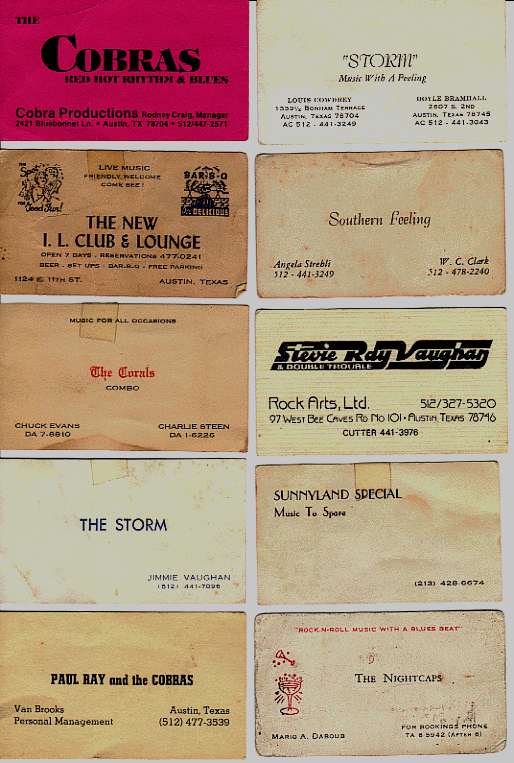 THE
COBRAS
RED HOT RHYTHM & BLUES
Cobra Productions Rodney Craig, Manager
2421 Bluebonnet Ln. • Austin, TX 78704 • 512/447-2571
"STORM"
Music With A Feeling
LOUIS COWDREY
1339½ BONHAM TERRACE
AUSTIN, TEXAS 78704
AC 512 - 441-3249
DOYLE BRAMHALL
2607 S. 2ND
AUSTIN, TEXAS 78745
AC 512 - 441-3043
THE
Spot
FOR A
Good Fun!
LIVE MUSIC
FRIENDLY WELCOME
COME SEE!
BAR-B-Q
IT'S DELICIOUS
THE NEW
I. L. CLUB & LOUNGE
OPEN 7 DAYS - RESERVATIONS 477-0241
BEER - SET UPS - BAR-B-Q - FREE PARKING
1124 E. 11TH ST.
AUSTIN, TEXAS
Southern Feeling
Angela Strehli
512 - 441-3249
W. C. Clark
512 - 478-2240
MUSIC FOR ALL OCCASIONS
The Corals
COMBO
CHUCK EVANS
DA 7-8810
CHARLIE STEEN
DA 1-6226
Stevie Ray Vaughan
& DOUBLE TROUBLE
Rock Arts, Ltd.
512/327-5320
97 West Bee Caves Rd No 101 • Austin, Texas 78746
CUTTER 441-3976
THE STORM
JIMMIE VAUGHAN
(512) 441-7096
SUNNYLAND SPECIAL
Music To Spare
(213) 428-6674
PAUL RAY and the COBRAS
Van Brooks
Personal Management
Austin, Texas
(512) 477-3539
"ROCK-N-ROLL MUSIC WITH A BLUES BEAT"
THE NIGHTCAPS
MARIO A. DABOUB
FOR BOOKINGS PHONE
TA 8-5942 (AFTER 6)